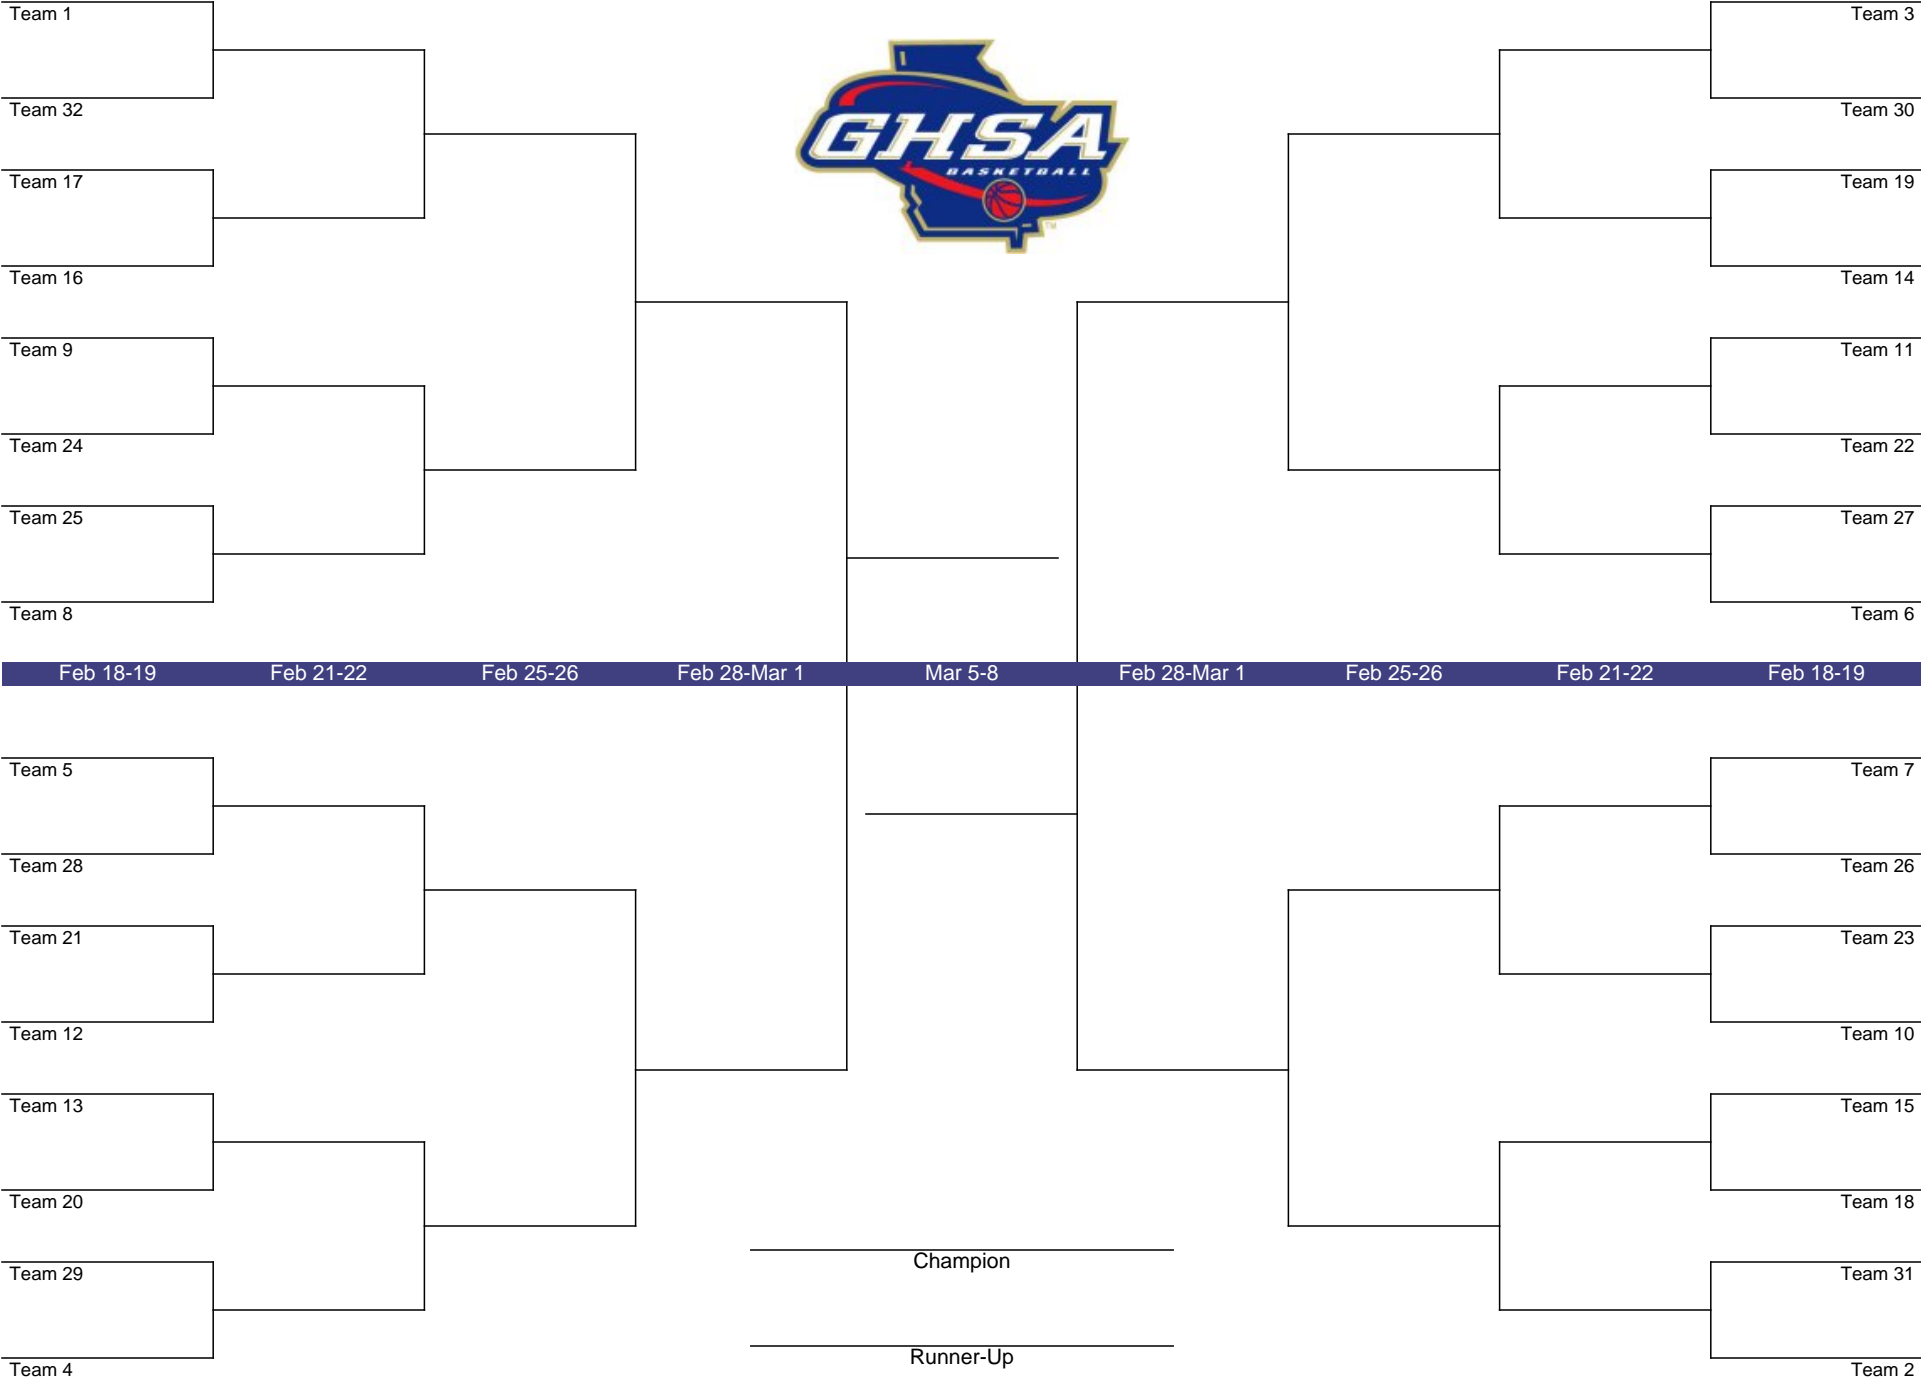 Team 1
Team 3
Team 32
Team 30
GHSA
BASKETBALL
TM
Team 17
Team 19
Team 16
Team 14
Team 9
Team 11
Team 24
Team 22
Team 25
Team 27
Team 8
Team 6
Feb 18-19 Feb 21-22 Feb 25-26 Feb 28-Mar 1 Mar 5-8 Feb 28-Mar 1 Feb 25-26 Feb 21-22 Feb 18-19
Team 5
Team 7
Team 28
Team 26
Team 21
Team 23
Team 12
Team 10
Team 13
Team 15
Team 20
Team 18
Champion
Team 29
Team 31
Runner-Up
Team 4
Team 2